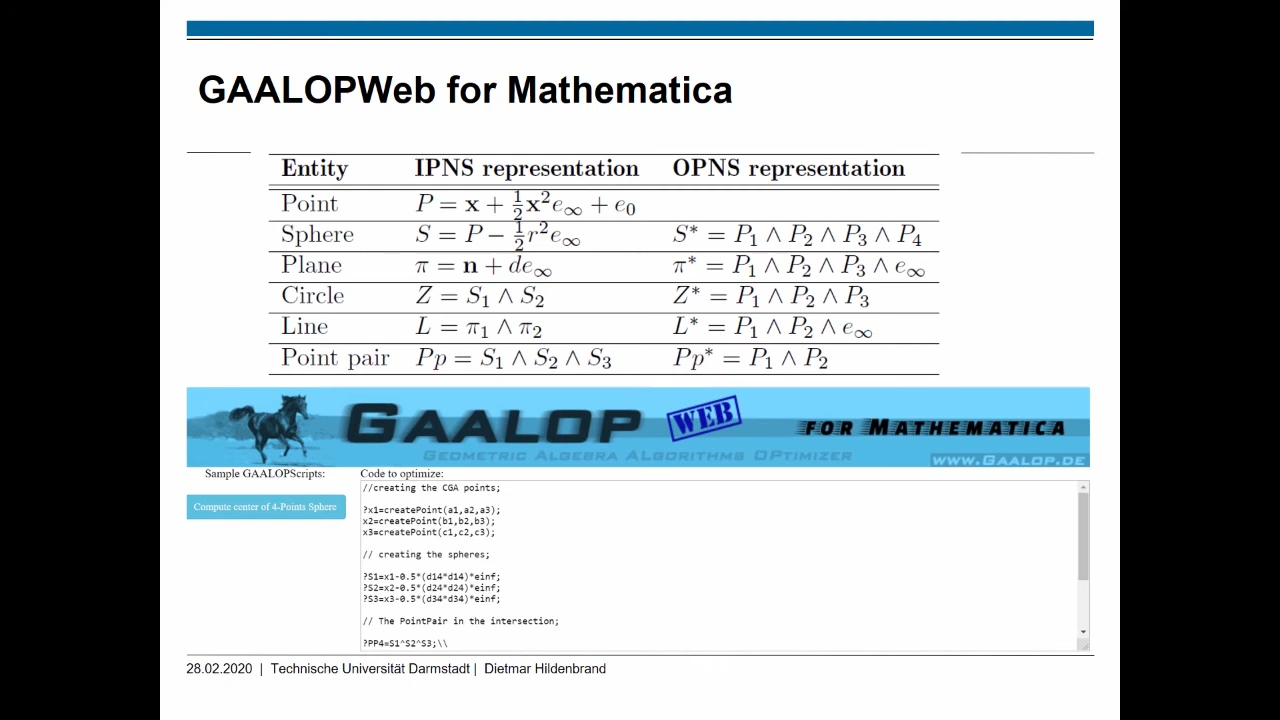 GAALOPWeb for Mathematica
Entity IPNS representation OPNS representation
Point P = x + ½x²e∞ + e₀
Sphere S = P − ½r²e∞ S* = P₁ ∧ P₂ ∧ P₃ ∧ P₄
Plane π = n + de∞ π* = P₁ ∧ P₂ ∧ P₃ ∧ e∞
Circle Z = S₁ ∧ S₂ Z* = P₁ ∧ P₂ ∧ P₃
Line L = π₁ ∧ π₂ L* = P₁ ∧ P₂ ∧ e∞
Point pair Pp = S₁ ∧ S₂ ∧ S₃ Pp* = P₁ ∧ P₂
GAALOP WEB FOR MATHEMATICA
GEOMETRIC ALGEBRA ALGORITHMS OPTIMIZER WWW.GAALOP.DE
Sample GAALOPScripts: Code to optimize:
Compute center of 4-Points Sphere
//creating the CGA points;
?x1=createPoint(a1,a2,a3);
x2=createPoint(b1,b2,b3);
x3=createPoint(c1,c2,c3);
// creating the spheres;
?S1=x1-0.5*(d14*d14)*einf;
?S2=x2-0.5*(d24*d24)*einf;
?S3=x3-0.5*(d34*d34)*einf;
// The PointPair in the intersection;
?PP4=S1^S2^S3;\\
28.02.2020 | Technische Universität Darmstadt | Dietmar Hildenbrand